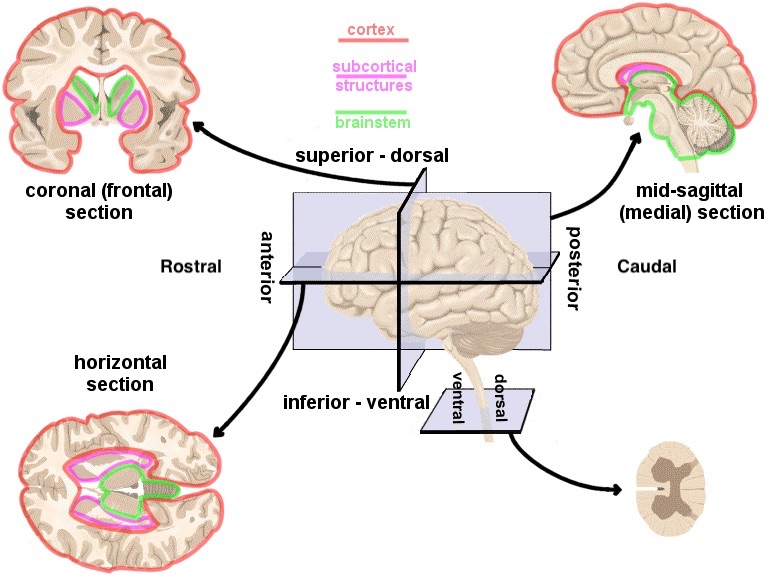 cortex
subcortical
structures
brainstem
superior - dorsal
coronal (frontal)
section
mid-sagittal
(medial) section
Rostral
anterior
posterior
Caudal
horizontal
section
inferior - ventral
ventral
dorsal